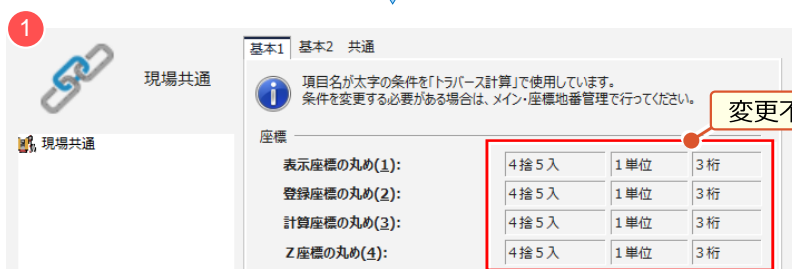 1
基本1 基本2 共通
現場共通
項目名が太字の条件を｢トラバース計算｣で使用しています。
条件を変更する必要がある場合は、メイン・座標地番管理で行ってください。
変更不
現場共通
座標
表示座標の丸め(1): 4捨5入 1単位 3桁
登録座標の丸め(2): 4捨5入 1単位 3桁
計算座標の丸め(3): 4捨5入 1単位 3桁
Z座標の丸め(4): 4捨5入 1単位 3桁